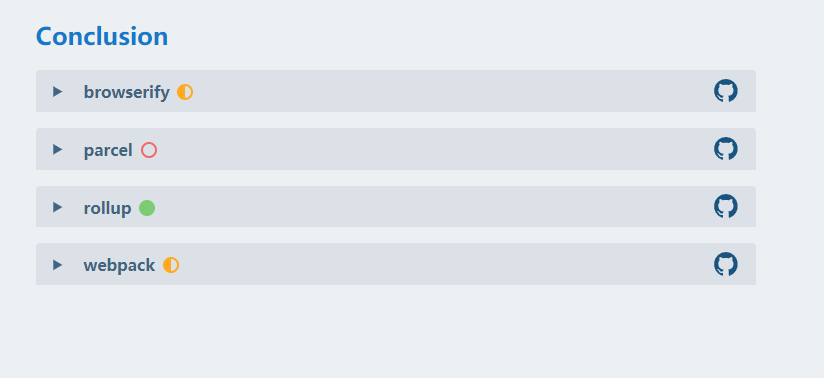 Conclusion
browserify
parcel
rollup
webpack